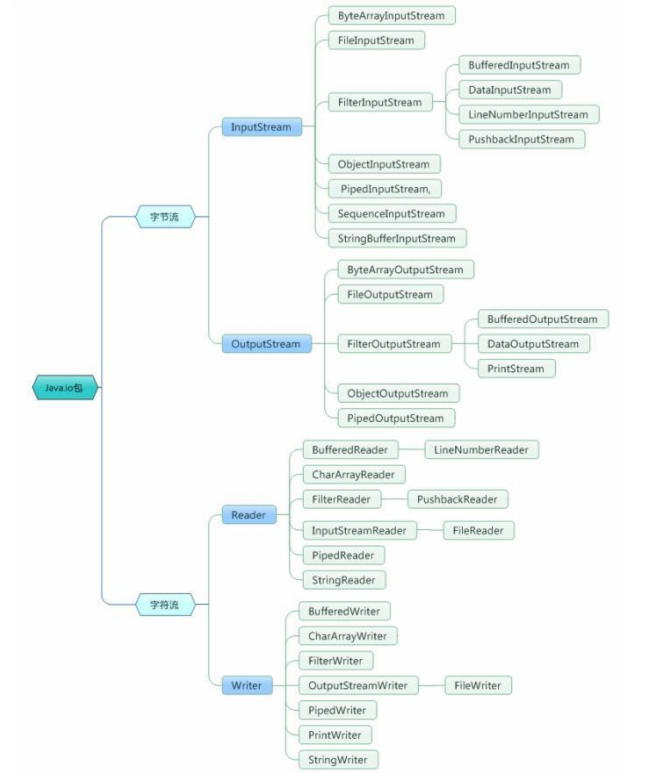 Java.io包
字节流
InputStream
ByteArrayInputStream
FileInputStream
FilterInputStream
BufferedInputStream
DataInputStream
LineNumberInputStream
PushbackInputStream
ObjectInputStream
PipedInputStream,
SequenceInputStream
StringBufferInputStream
OutputStream
ByteArrayOutputStream
FileOutputStream
FilterOutputStream
BufferedOutputStream
DataOutputStream
PrintStream
ObjectOutputStream
PipedOutputStream
字符流
Reader
BufferedReader
LineNumberReader
CharArrayReader
FilterReader
PushbackReader
InputStreamReader
FileReader
PipedReader
StringReader
Writer
BufferedWriter
CharArrayWriter
FilterWriter
OutputStreamWriter
FileWriter
PipedWriter
PrintWriter
StringWriter